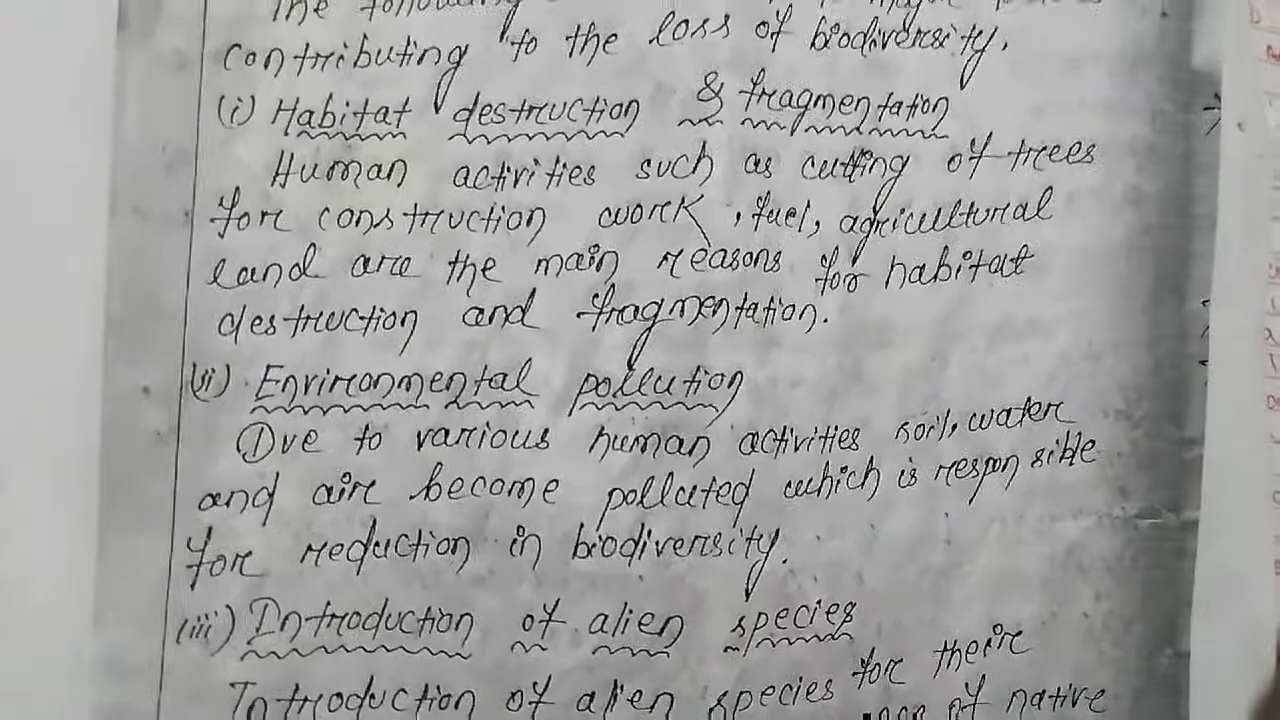 The following
contributing to the loss of biodiversity.
(i) Habitat destruction & fragmentation
Human activities such as cutting of trees
for construction work, fuel, agricultural
land are the main reasons for habitat
destruction and fragmentation.
(ii) Environmental pollution
Due to various human activities soil, water
and air become polluted which is responsible
for reduction in biodiversity.
(iii) Introduction of alien species
Introduction of alien species for their
of native